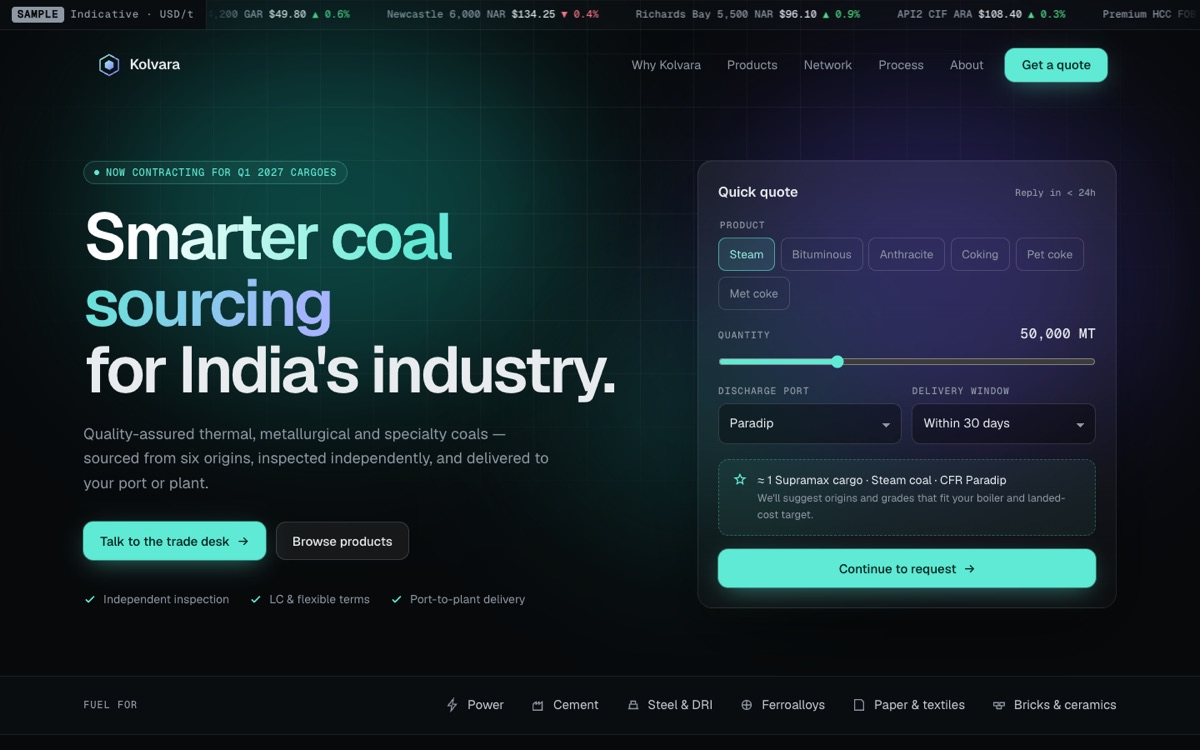 SAMPLE Indicative · USD/t ,200 GAR $49.80 ▲ 0.6% Newcastle 6,000 NAR $134.25 ▼ 0.4% Richards Bay 5,500 NAR $96.10 ▲ 0.9% API2 CIF ARA $108.40 ▲ 0.3% Premium HCC FOB
Kolvara Why Kolvara Products Network Process About Get a quote
NOW CONTRACTING FOR Q1 2027 CARGOES
Smarter coal
sourcing
for India's industry.
Quality-assured thermal, metallurgical and specialty coals —
sourced from six origins, inspected independently, and delivered to
your port or plant.
Talk to the trade desk → Browse products
Independent inspection LC & flexible terms Port-to-plant delivery
Quick quote Reply in < 24h
PRODUCT
Steam Bituminous Anthracite Coking Pet coke
Met coke
QUANTITY 50,000 MT
DISCHARGE PORT DELIVERY WINDOW
Paradip Within 30 days
≈ 1 Supramax cargo · Steam coal · CFR Paradip
We'll suggest origins and grades that fit your boiler and landed-
cost target.
Continue to request →
FUEL FOR Power Cement Steel & DRI Ferroalloys Paper & textiles Bricks & ceramics